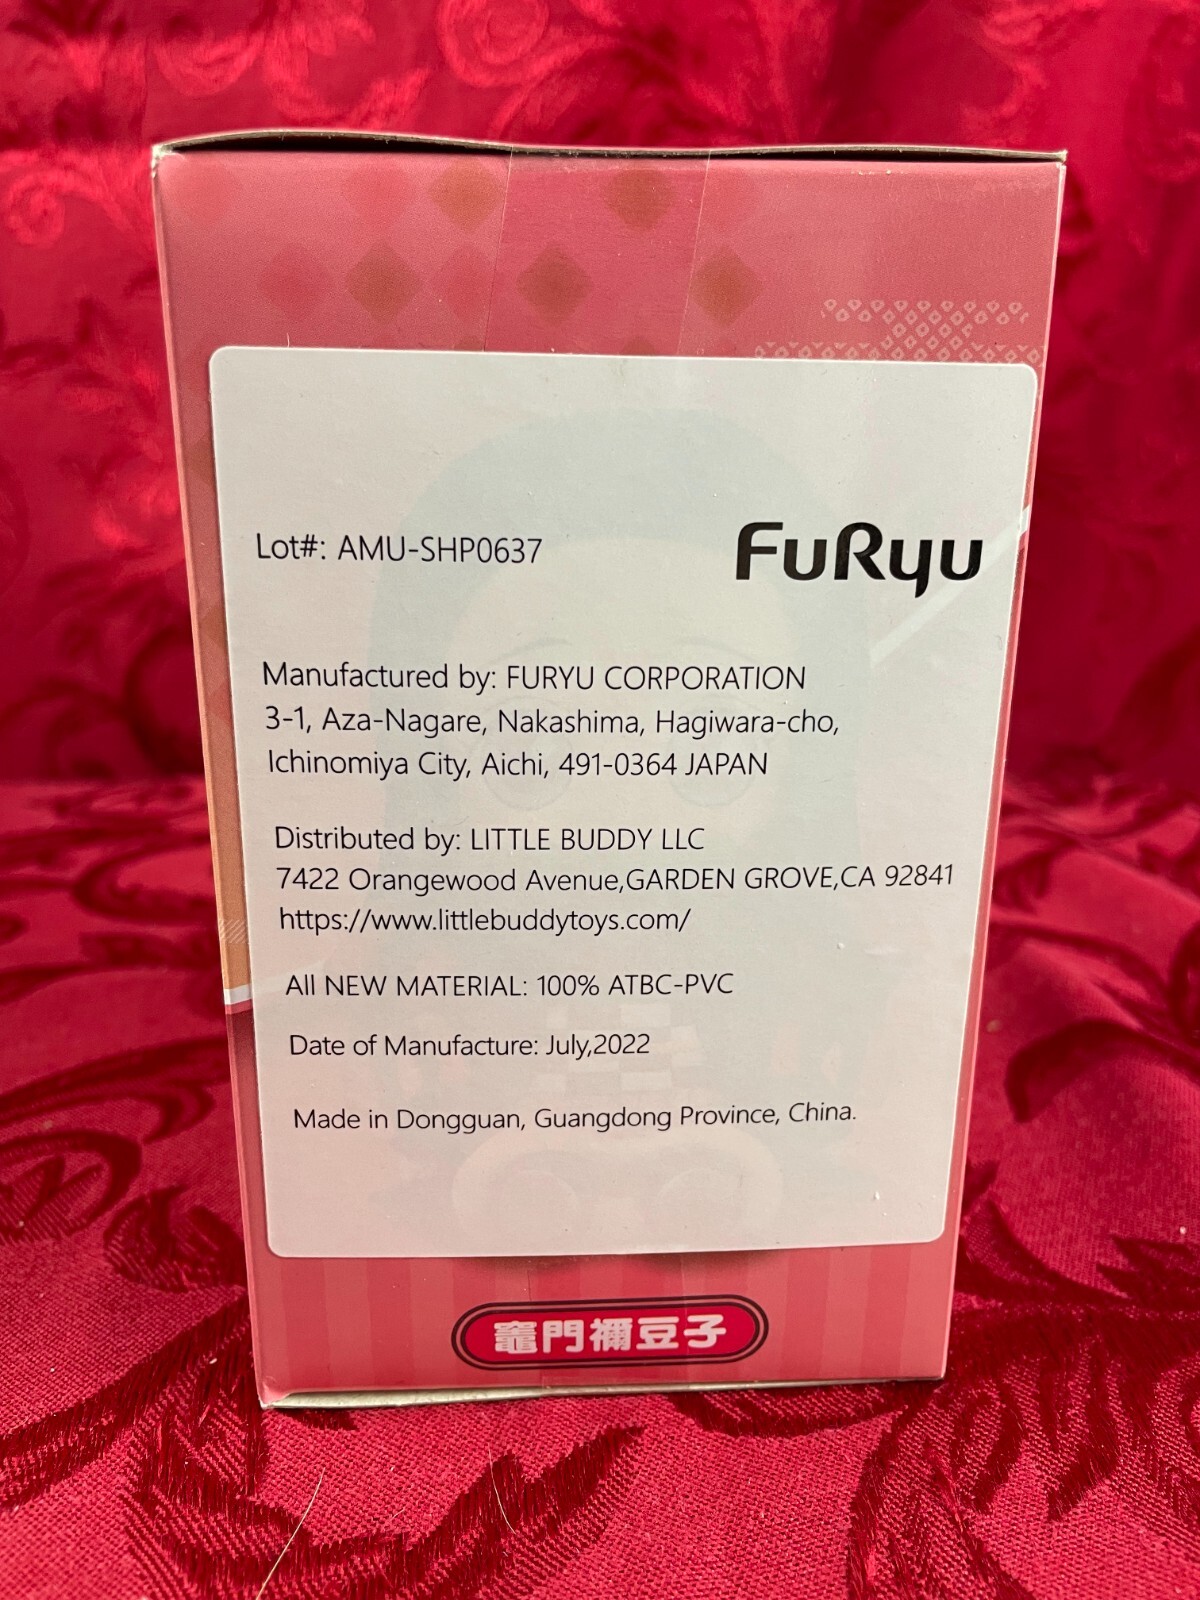 Lot#: AMU-SHP0637
FuRyu
Manufactured by: FURYU CORPORATION
3-1, Aza-Nagare, Nakashima, Hagiwara-cho,
Ichinomiya City, Aichi, 491-0364 JAPAN
Distributed by: LITTLE BUDDY LLC
7422 Orangewood Avenue,GARDEN GROVE,CA 92841
https://www.littlebuddytoys.com/
All NEW MATERIAL: 100% ATBC-PVC
Date of Manufacture: July,2022
Made in Dongguan, Guangdong Province, China.
竈門禰豆子